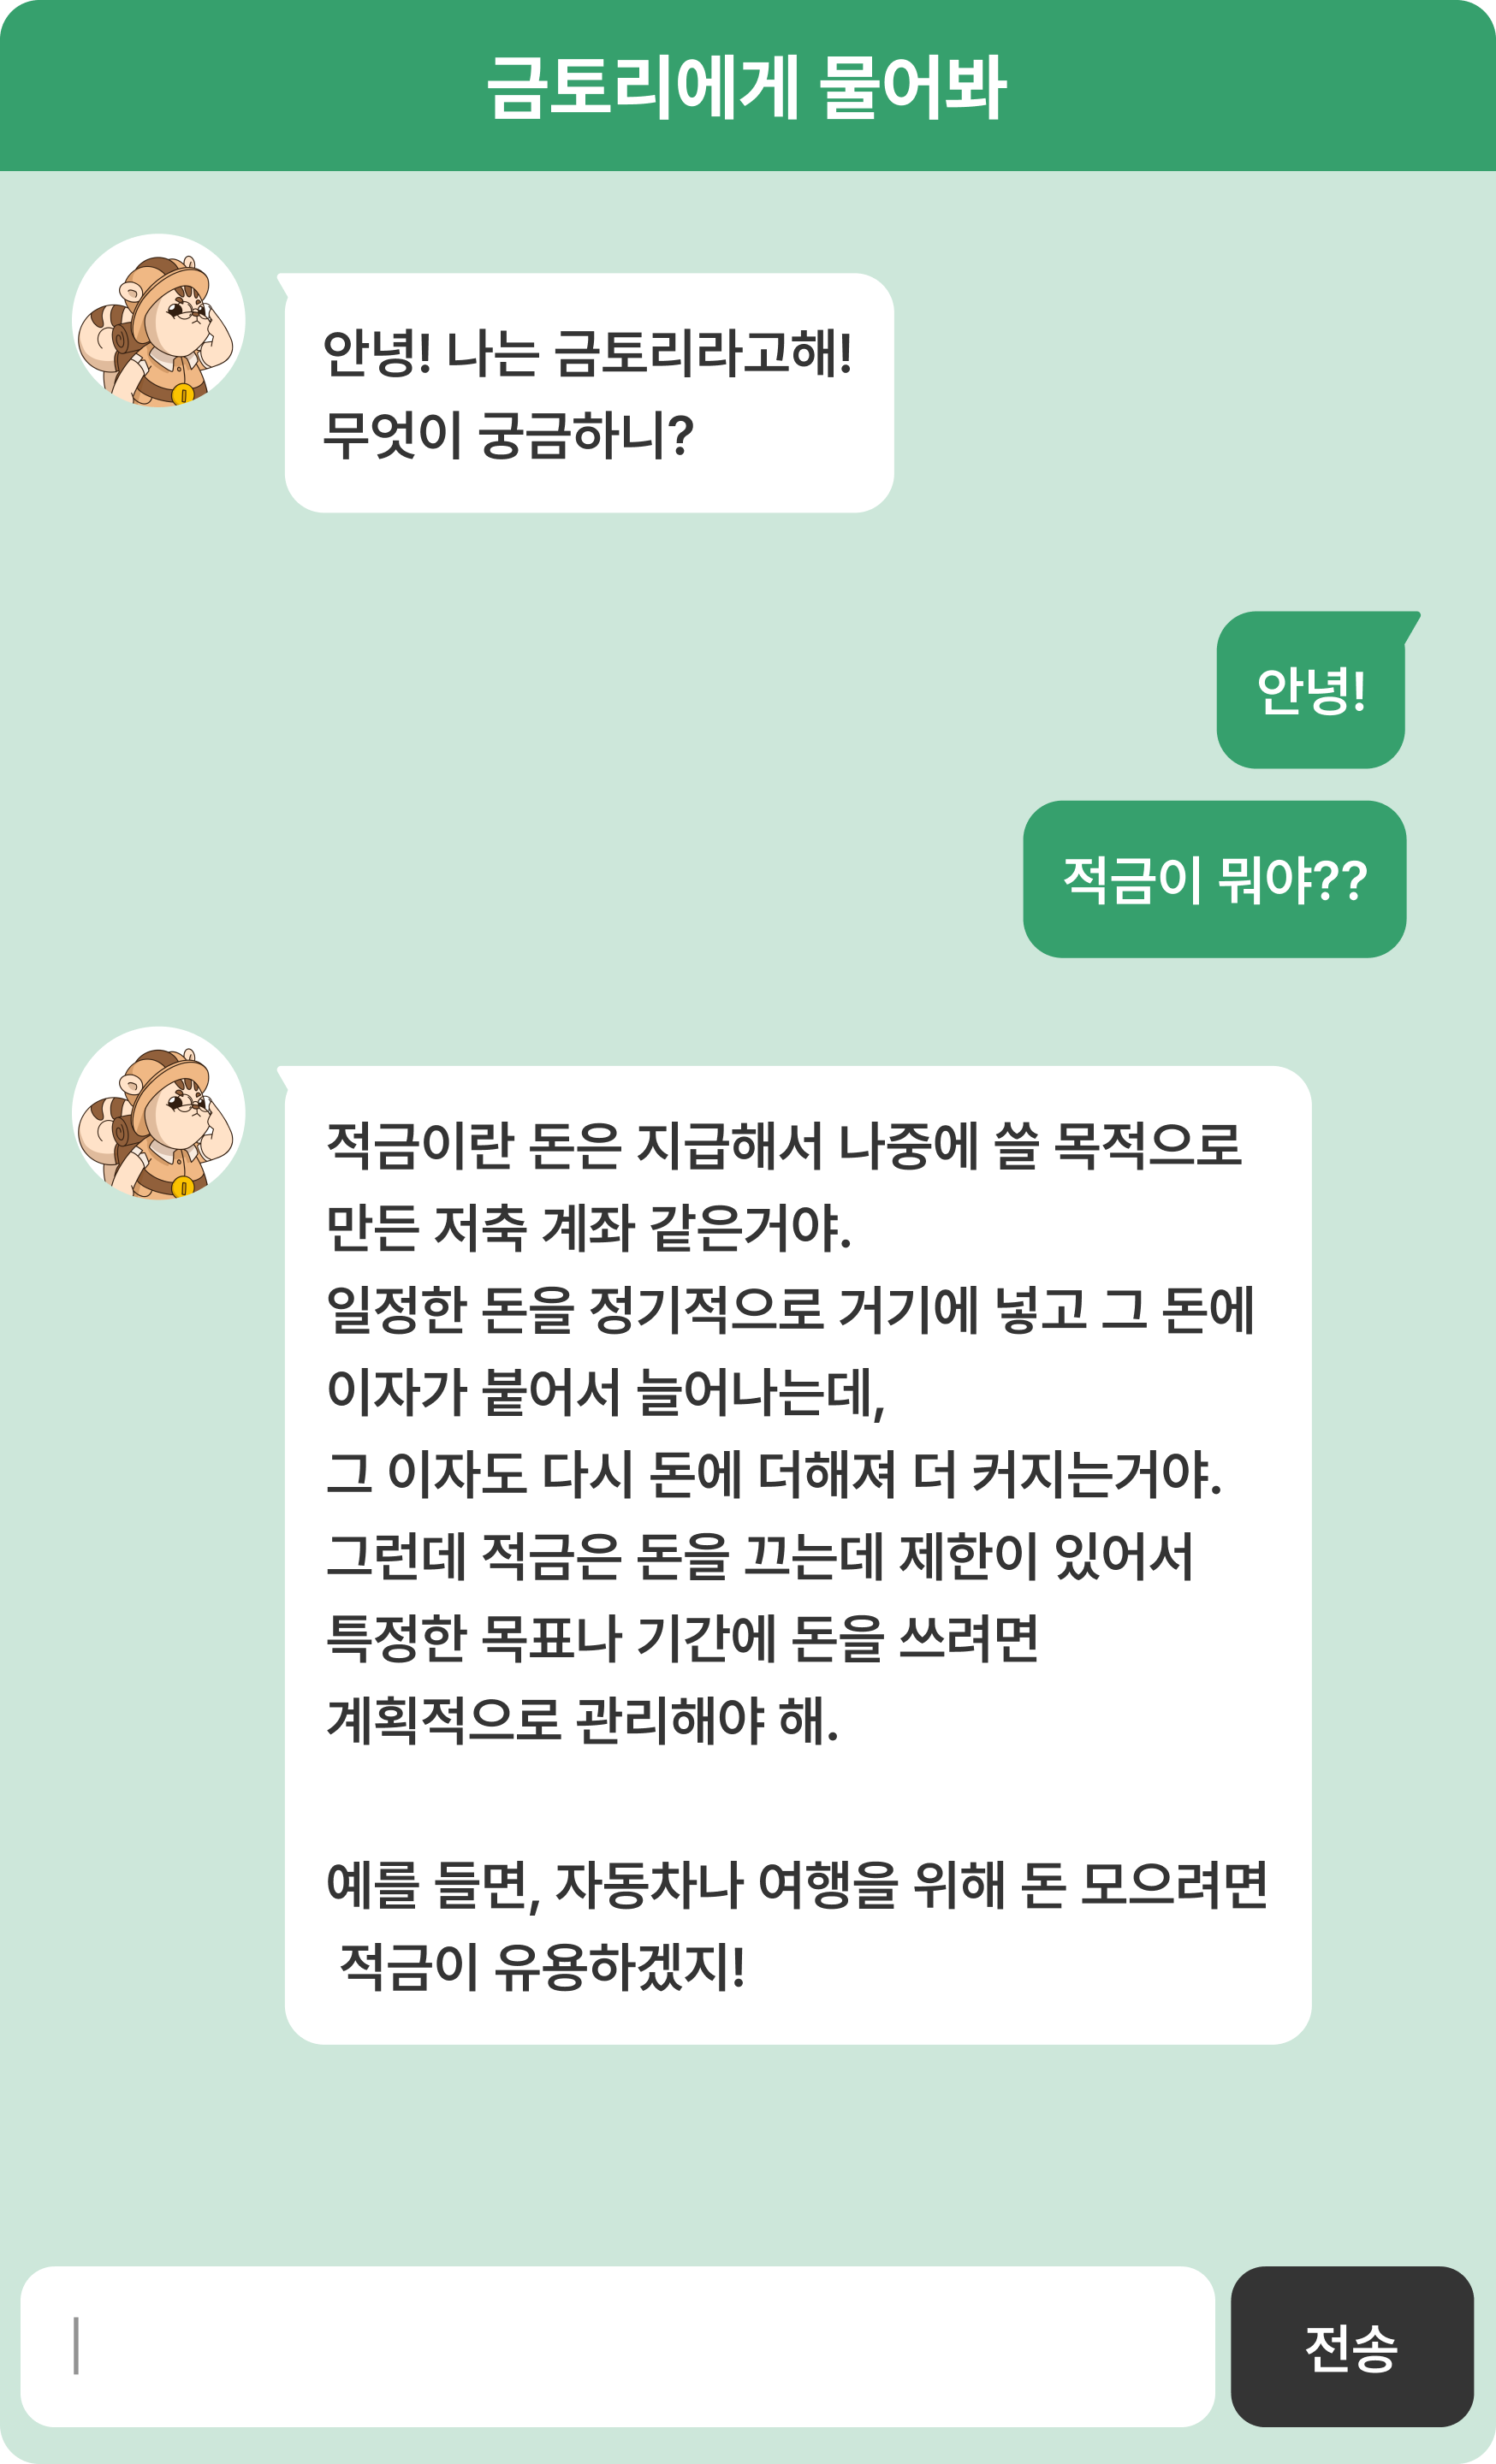 금토리에게 물어봐
안녕! 나는 금토리라고해!
무엇이 궁금하니?
안녕!
적금이 뭐야??
적금이란 돈은 지금해서 나중에 쓸 목적으로
만든 저축 계좌 같은거야.
일정한 돈을 정기적으로 거기에 넣고 그 돈에
이자가 붙어서 늘어나는데,
그 이자도 다시 돈에 더해져 더 커지는거야.
그런데 적금은 돈을 끄는데 제한이 있어서
특정한 목표나 기간에 돈을 쓰려면
계획적으로 관리해야 해.
예를 들면, 자동차나 여행을 위해 돈 모으려면
적금이 유용하겠지!
전송